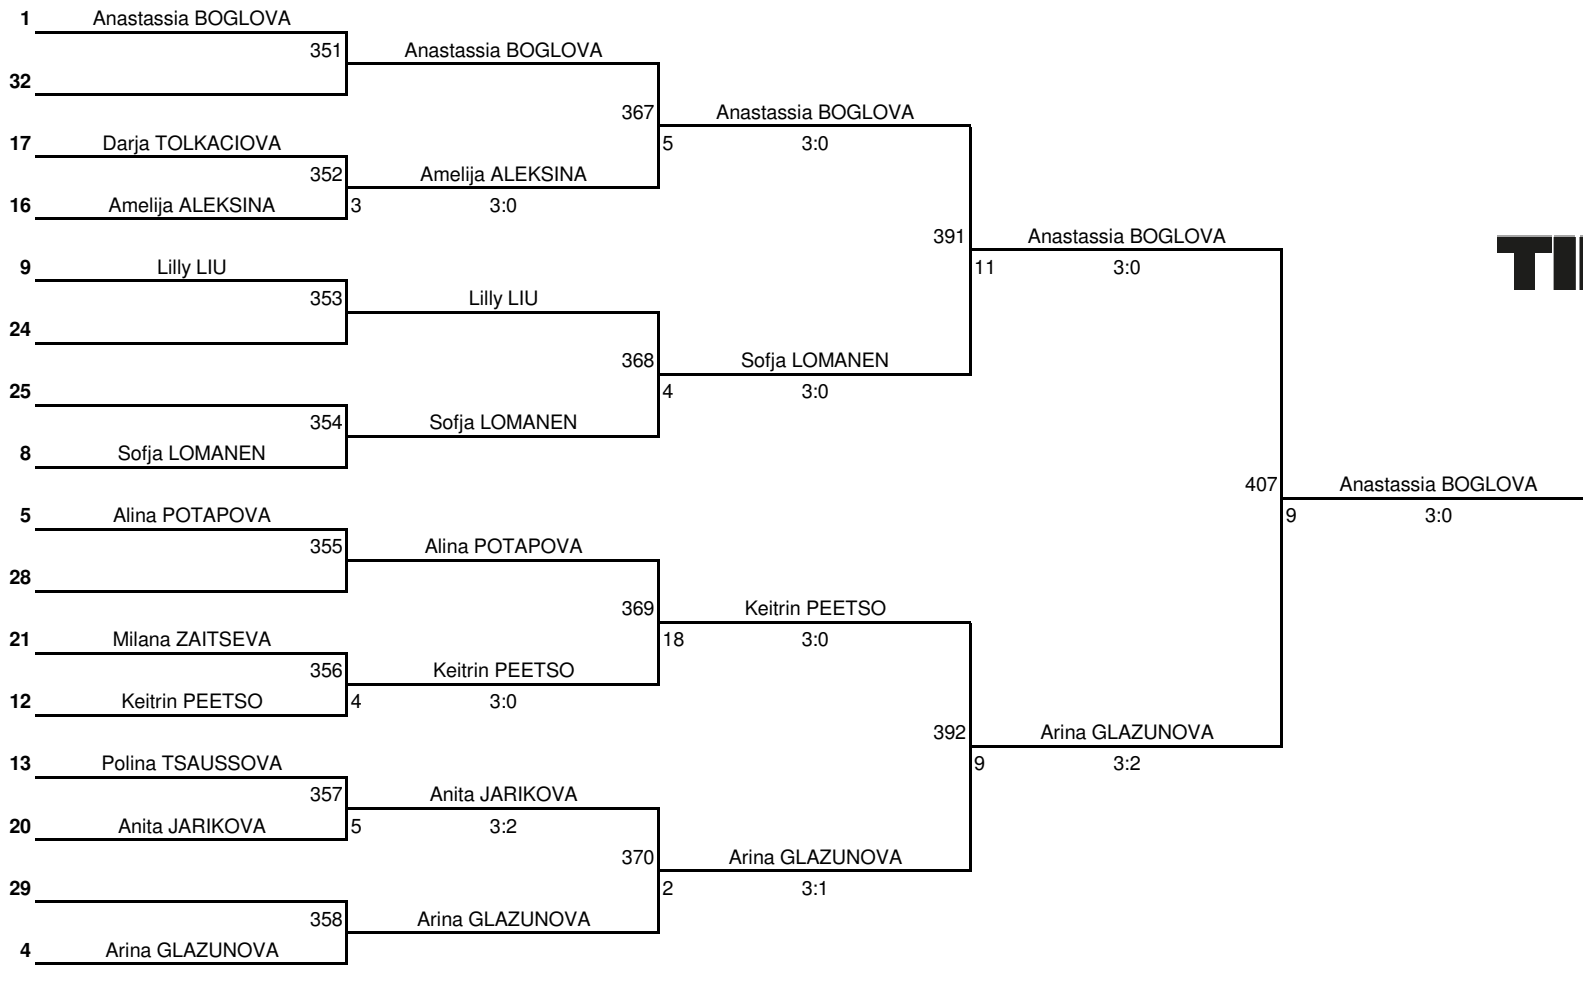 1 Anastassia BOGLOVA
351 Anastassia BOGLOVA
32
367 Anastassia BOGLOVA
17 Darja TOLKACIOVA
5 3:0
352 Amelija ALEKSINA
16 Amelija ALEKSINA 3 3:0
391 Anastassia BOGLOVA
9 Lilly LIU
11 3:0
353 Lilly LIU
24
368 Sofja LOMANEN
25
4 3:0
354 Sofja LOMANEN
8 Sofja LOMANEN
407 Anastassia BOGLOVA
5 Alina POTAPOVA
9 3:0
355 Alina POTAPOVA
28
369 Keitrin PEETSO
21 Milana ZAITSEVA
18 3:0
356 Keitrin PEETSO
12 Keitrin PEETSO 4 3:0
392 Arina GLAZUNOVA
13 Polina TSAUSSOVA
9 3:2
357 Anita JARIKOVA
20 Anita JARIKOVA 5 3:2
370 Arina GLAZUNOVA
29
2 3:1
358 Arina GLAZUNOVA
4 Arina GLAZUNOVA